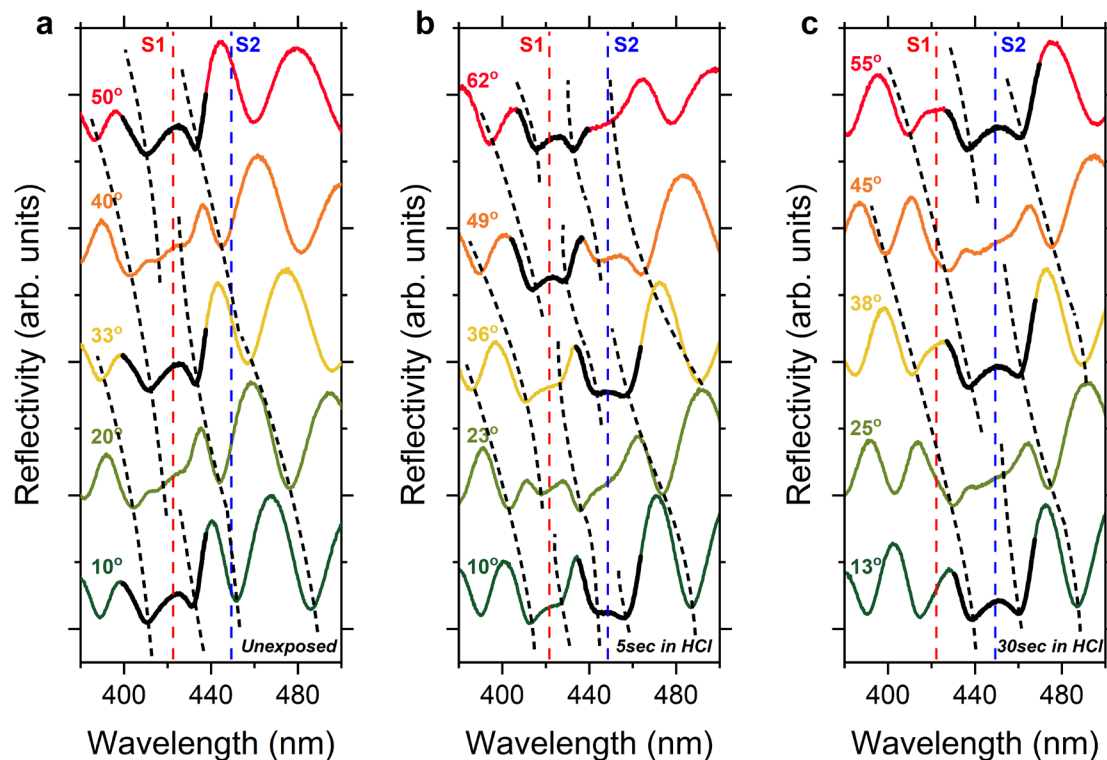 a
S1
S2
50°
40°
33°
20°
10°
Unexposed
400
440
480
Wavelength (nm)
Reflectivity (arb. units)
b
S1
S2
62°
49°
36°
23°
10°
5sec in HCl
400
440
480
Wavelength (nm)
Reflectivity (arb. units)
c
S1
S2
55°
45°
38°
25°
13°
30sec in HCl
400
440
480
Wavelength (nm)
Reflectivity (arb. units)